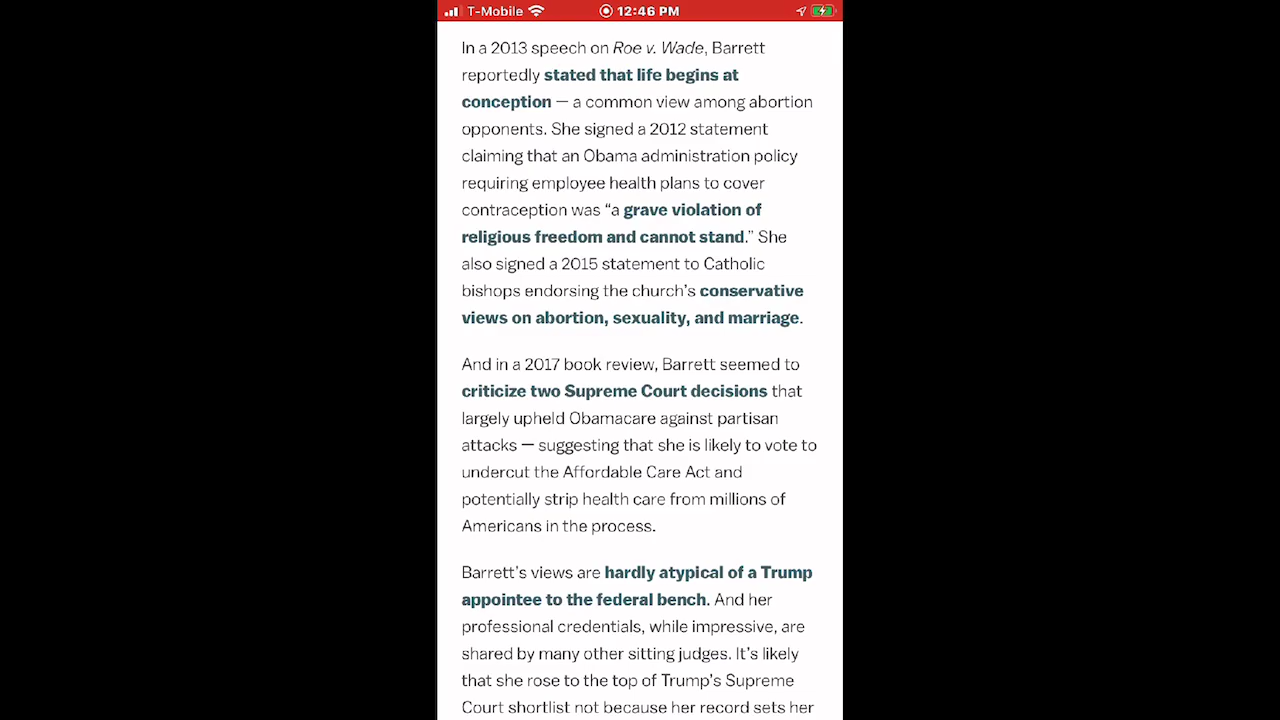 T-Mobile 12:46 PM
In a 2013 speech on Roe v. Wade, Barrett
reportedly stated that life begins at
conception — a common view among abortion
opponents. She signed a 2012 statement
claiming that an Obama administration policy
requiring employee health plans to cover
contraception was “a grave violation of
religious freedom and cannot stand.” She
also signed a 2015 statement to Catholic
bishops endorsing the church’s conservative
views on abortion, sexuality, and marriage.
And in a 2017 book review, Barrett seemed to
criticize two Supreme Court decisions that
largely upheld Obamacare against partisan
attacks — suggesting that she is likely to vote to
undercut the Affordable Care Act and
potentially strip health care from millions of
Americans in the process.
Barrett’s views are hardly atypical of a Trump
appointee to the federal bench. And her
professional credentials, while impressive, are
shared by many other sitting judges. It’s likely
that she rose to the top of Trump’s Supreme
Court shortlist not because her record sets her